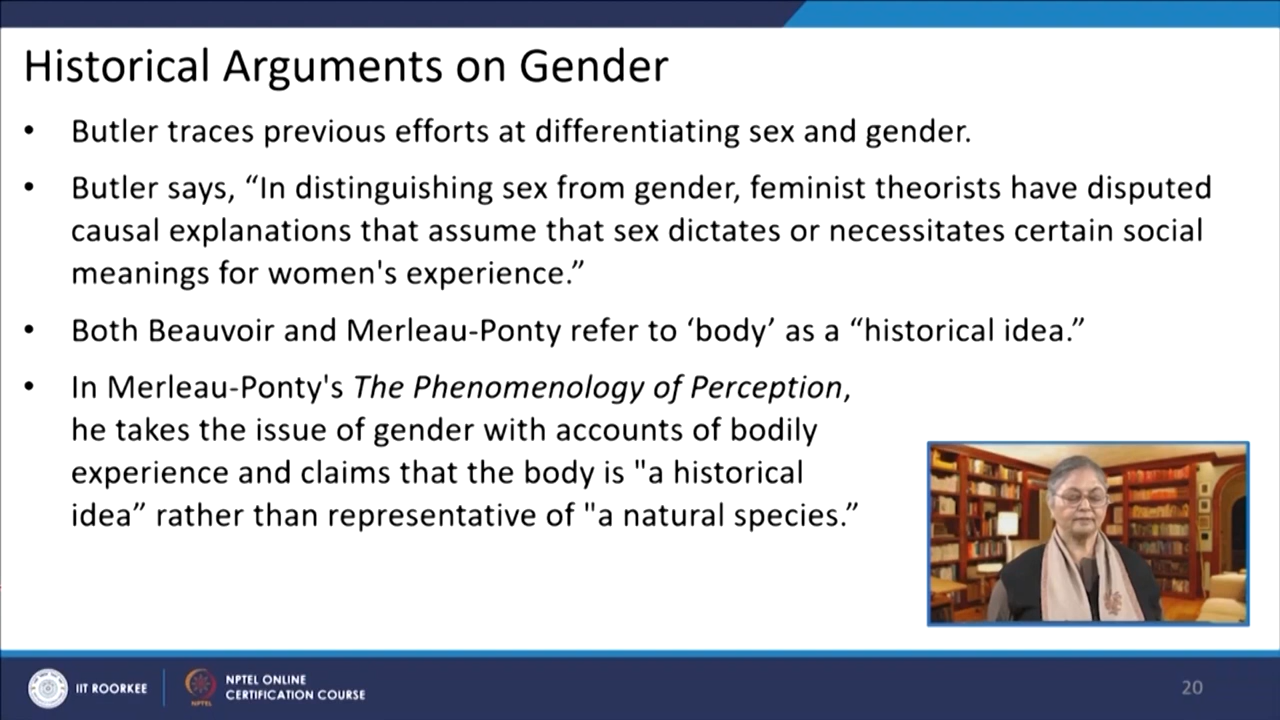 Historical Arguments on Gender
• Butler traces previous efforts at differentiating sex and gender.
• Butler says, “In distinguishing sex from gender, feminist theorists have disputed
causal explanations that assume that sex dictates or necessitates certain social
meanings for women's experience.”
• Both Beauvoir and Merleau-Ponty refer to ‘body’ as a “historical idea.”
• In Merleau-Ponty's The Phenomenology of Perception,
he takes the issue of gender with accounts of bodily
experience and claims that the body is "a historical
idea” rather than representative of "a natural species.”
IIT ROORKEE
NPTEL
NPTEL ONLINE
CERTIFICATION COURSE
20